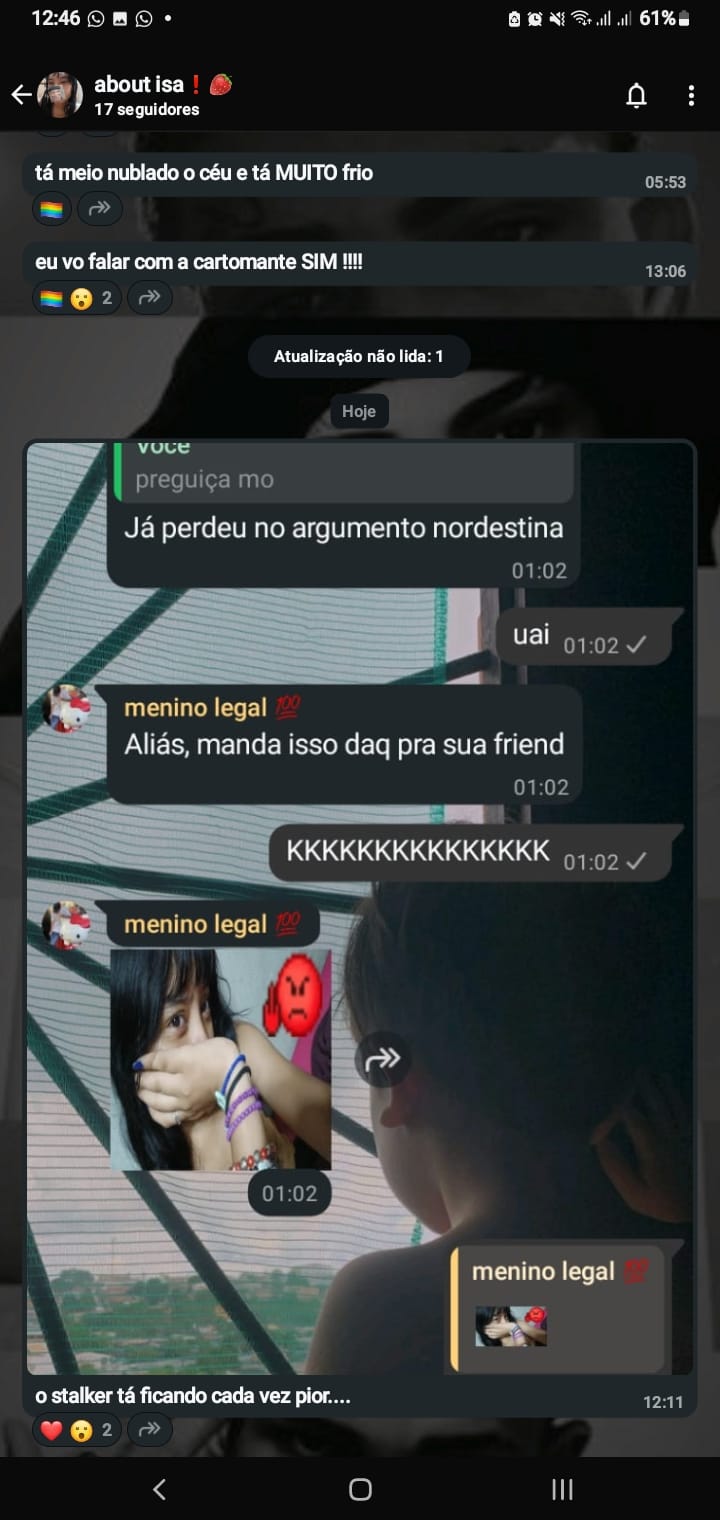 12:46
61%
about isa❗🍓
17 seguidores
tá meio nublado o céu e tá MUITO frio
05:53
eu vo falar com a cartomante SIM !!!!
13:06
2
Atualização não lida: 1
Hoje
Você
preguiça mo
Já perdeu no argumento nordestina
01:02
uai 01:02
menino legal 💯
Aliás, manda isso daq pra sua friend
01:02
KKKKKKKKKKKKKKK 01:02
menino legal 💯
01:02
menino legal 💯
o stalker tá ficando cada vez pior....
12:11
2